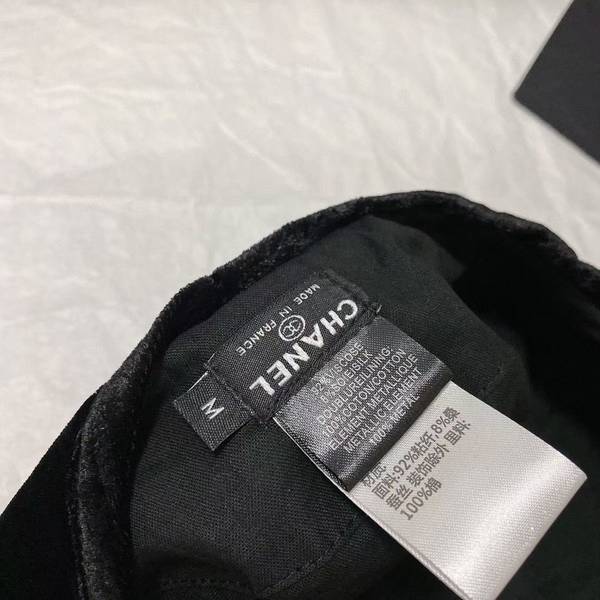 MADE IN FRANCE
CHANEL
M
92%VISCOSE
8%SOIE/SILK
DOUBLURE/LINING
100%COTON/COTTON
ELEMENT METALLIQUE
METALLIC ELEMENT
100% METAL
材质:
面料:92%粘纤,8%桑
蚕丝 装饰除外 里料:
100%棉